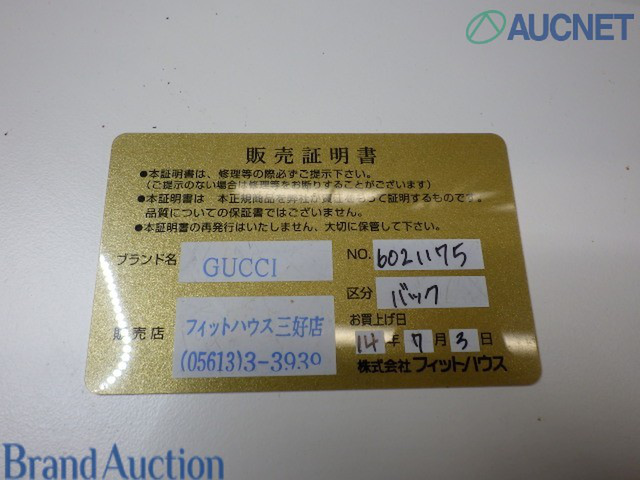 AUCNET
販売証明書
●本証明書は、修理等の際必ずご提示下さい。
(ご提示のない場合は修理等をお断りすることがございます)
●本証明書は 本正規商品を弊社が責任をもって証明するものです。
品質についての保証書ではございません。
●本証明書の再発行はいたしません、大切に保管して下さい。
ブランド名 GUCCI
NO. 6021175
区分 バック
販売店 フィットハウス三好店
(05613)3-3939
お買上げ日
14年7月3日
株式会社フィットハウス
Brand Auction